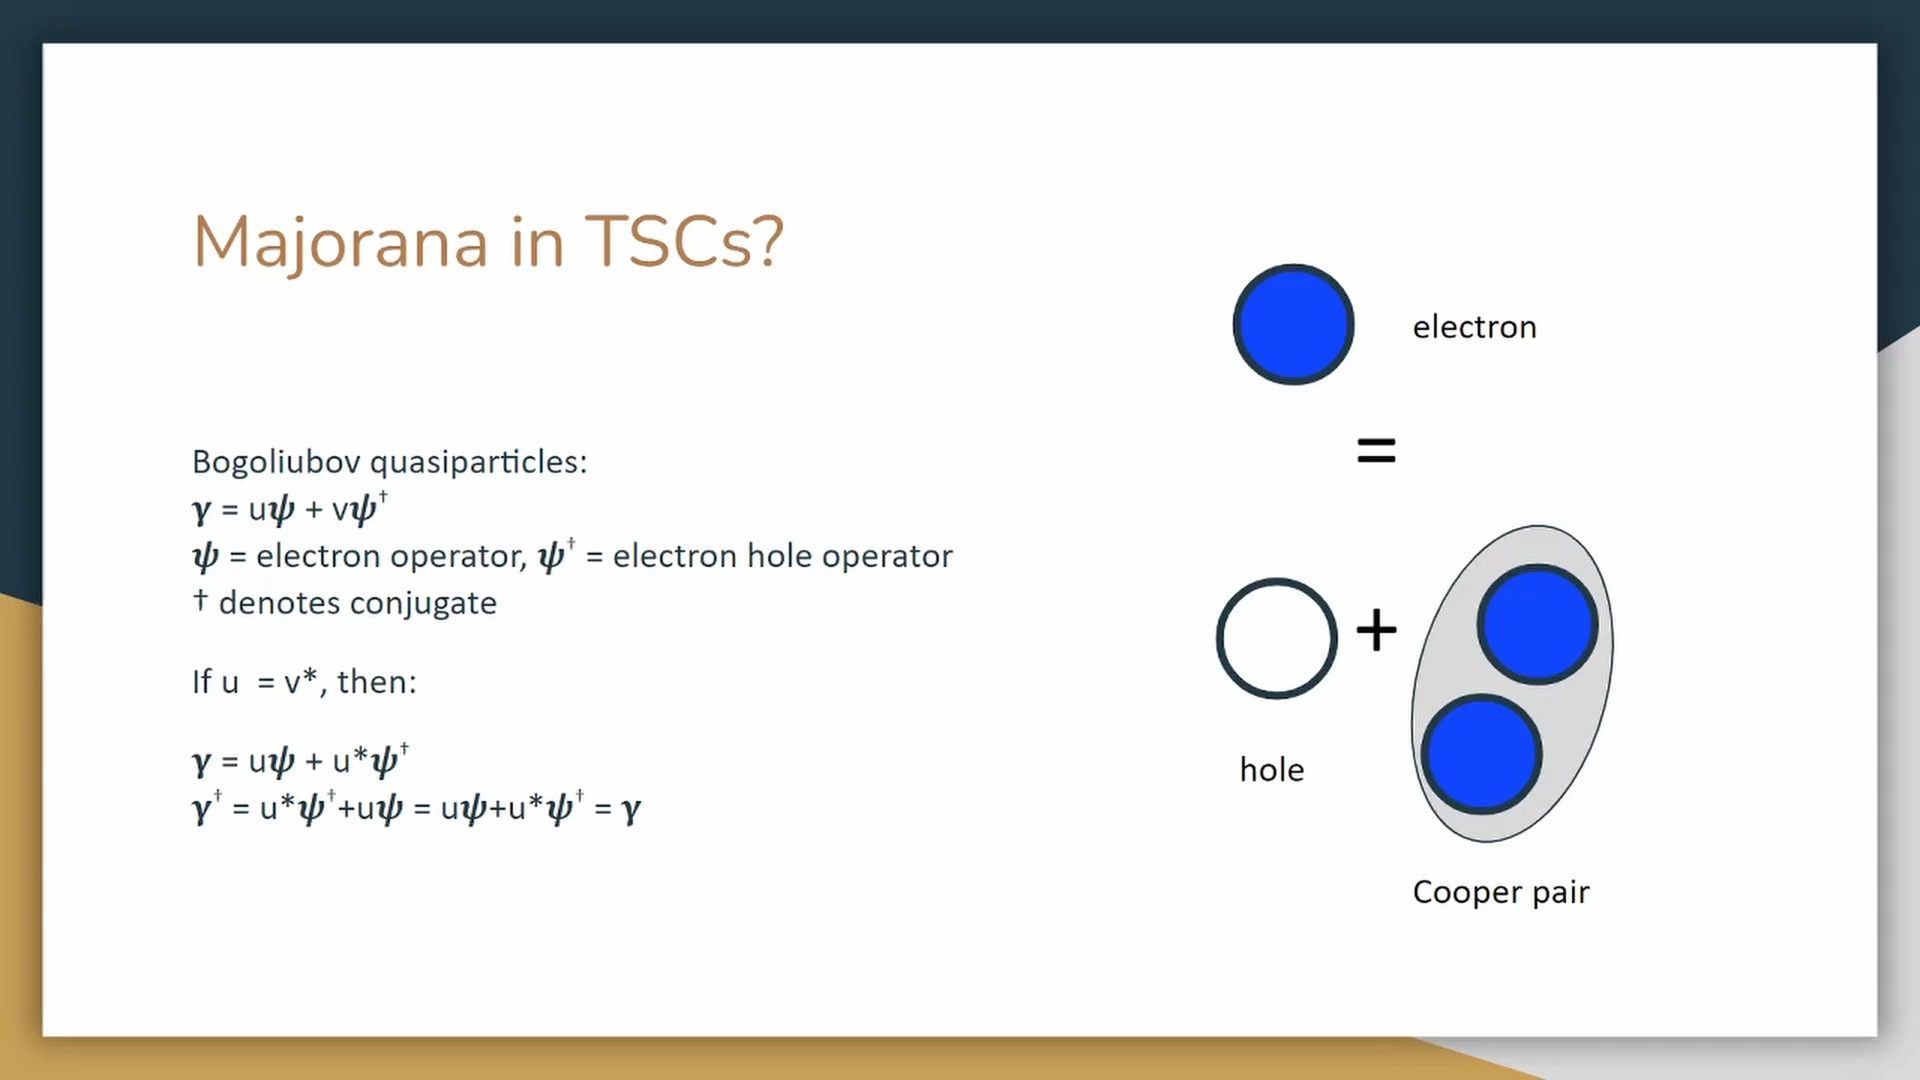 Majorana in TSCs?
Bogoliubov quasiparticles:
γ = uψ + vψ†
ψ = electron operator, ψ† = electron hole operator
† denotes conjugate
If u  = v*, then:
γ = uψ + u*ψ†
γ† = u*ψ†+uψ = uψ+u*ψ† = γ
electron
=
+
hole
Cooper pair